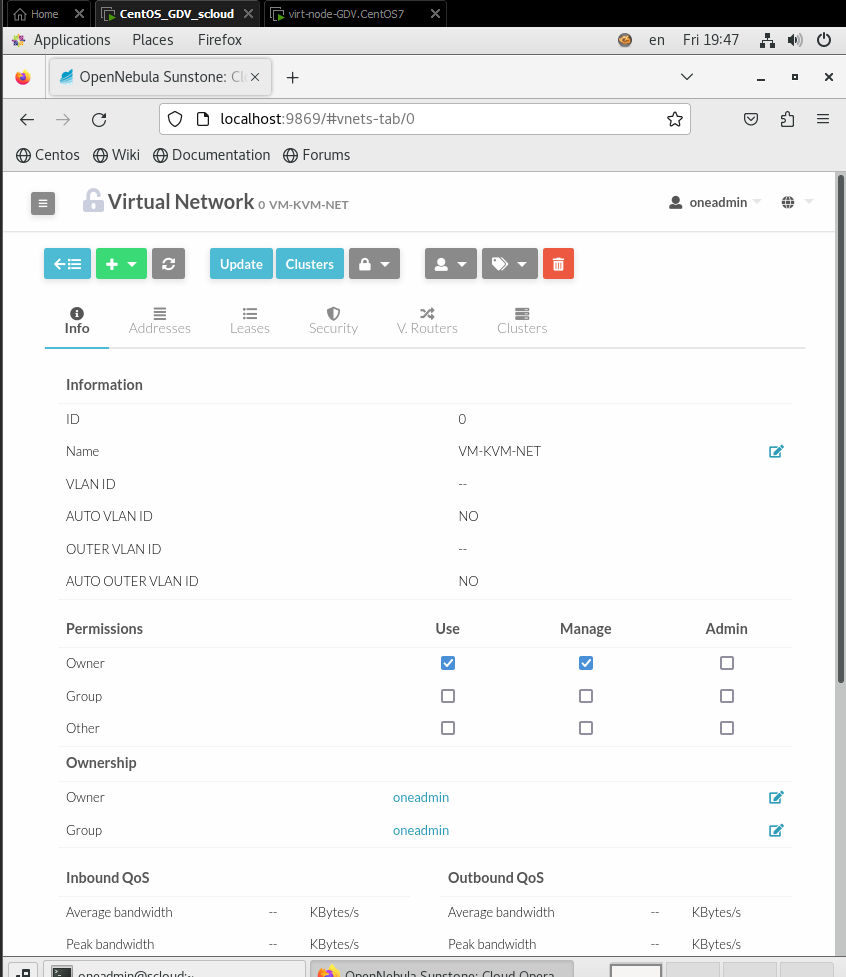 Home CentOS_GDV_scloud virt-node-GDV.CentOS7
Applications Places Firefox en Fri 19:47
OpenNebula Sunstone: Clo
localhost:9869/#vnets-tab/0
Centos Wiki Documentation Forums
Virtual Network 0 VM-KVM-NET oneadmin
Update Clusters
Info Addresses Leases Security V. Routers Clusters
Information
ID 0
Name VM-KVM-NET
VLAN ID --
AUTO VLAN ID NO
OUTER VLAN ID --
AUTO OUTER VLAN ID NO
Permissions Use Manage Admin
Owner
Group
Other
Ownership
Owner oneadmin
Group oneadmin
Inbound QoS Outbound QoS
Average bandwidth -- KBytes/s Average bandwidth -- KBytes/s
Peak bandwidth -- KBytes/s Peak bandwidth -- KBytes/s
oneadmin@scloud:~ OpenNebula Sunstone: Cloud Opera